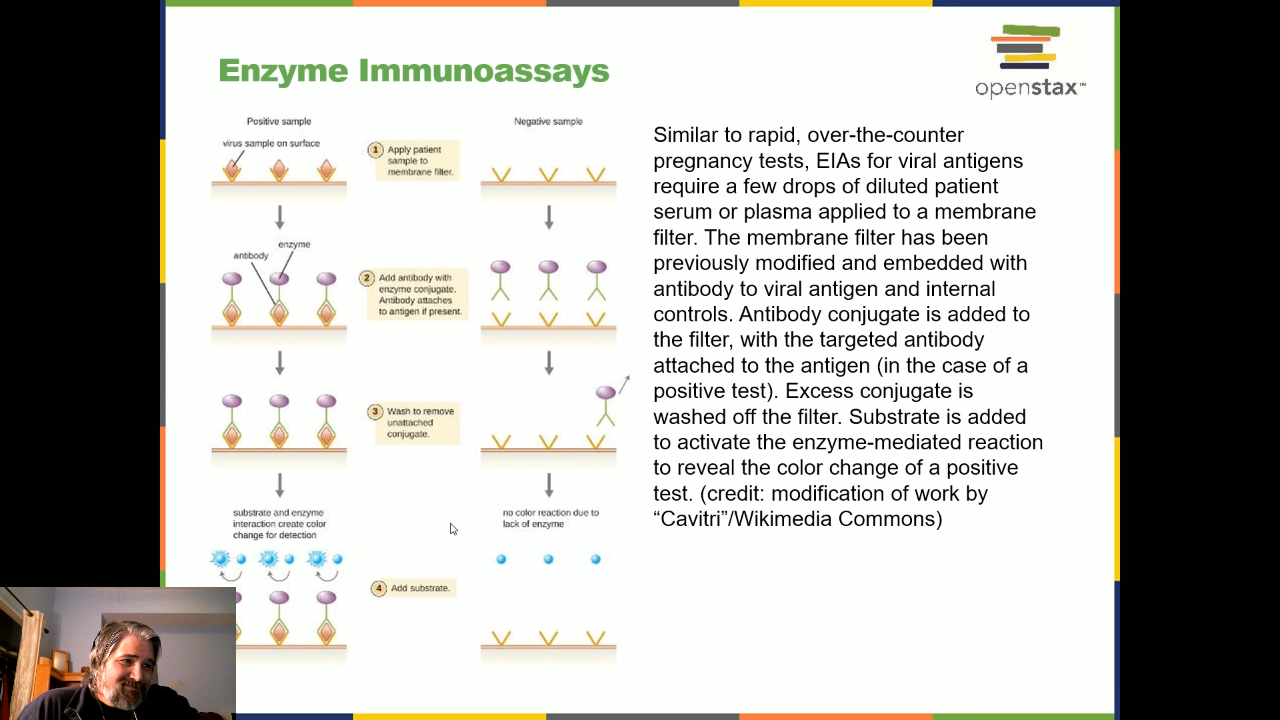 Enzyme Immunoassays
openstax™
Positive sample
virus sample on surface
1 Apply patient
sample to
membrane filter.
Negative sample
antibody
enzyme
2 Add antibody with
enzyme conjugate.
Antibody attaches
to antigen if present.
3 Wash to remove
unattached
conjugate.
substrate and enzyme
interaction create color
change for detection
no color reaction due to
lack of enzyme
4 Add substrate.
Similar to rapid, over-the-counter
pregnancy tests, EIAs for viral antigens
require a few drops of diluted patient
serum or plasma applied to a membrane
filter. The membrane filter has been
previously modified and embedded with
antibody to viral antigen and internal
controls. Antibody conjugate is added to
the filter, with the targeted antibody
attached to the antigen (in the case of a
positive test). Excess conjugate is
washed off the filter. Substrate is added
to activate the enzyme-mediated reaction
to reveal the color change of a positive
test. (credit: modification of work by
“Cavitri”/Wikimedia Commons)